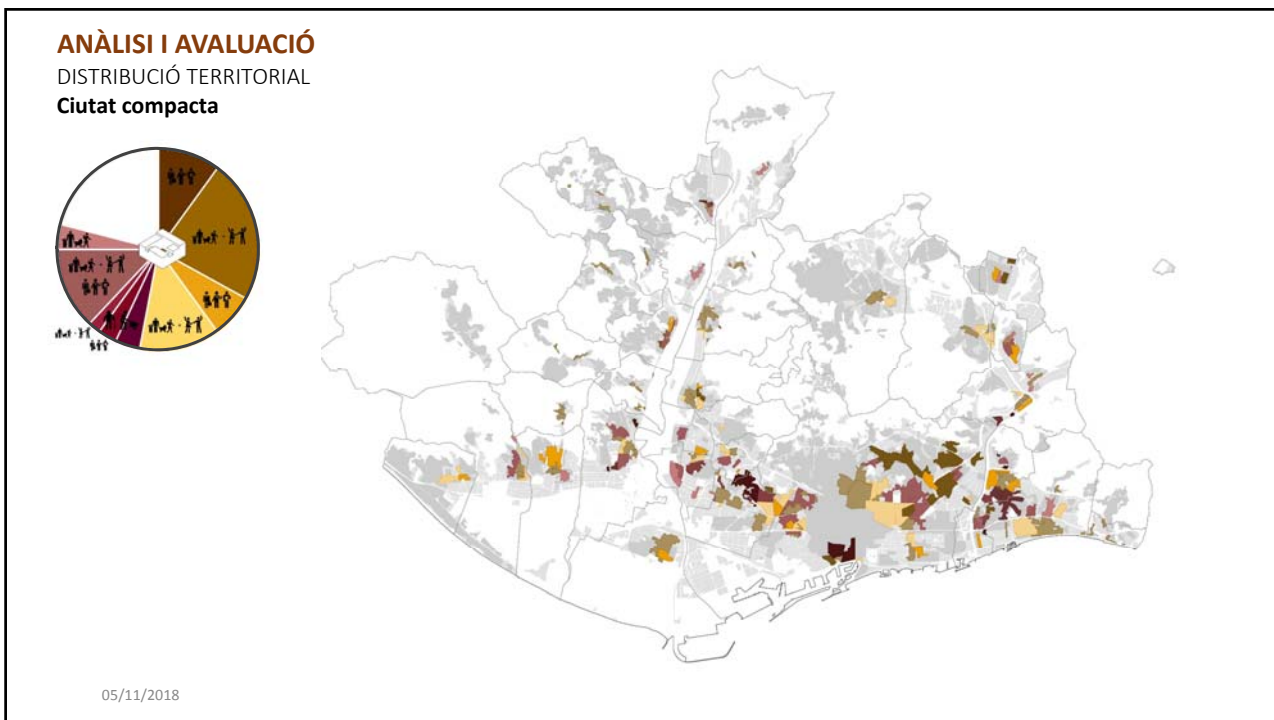 ANÀLISI I AVALUACIÓ
DISTRIBUCIÓ TERRITORIAL
Ciutat compacta
05/11/2018